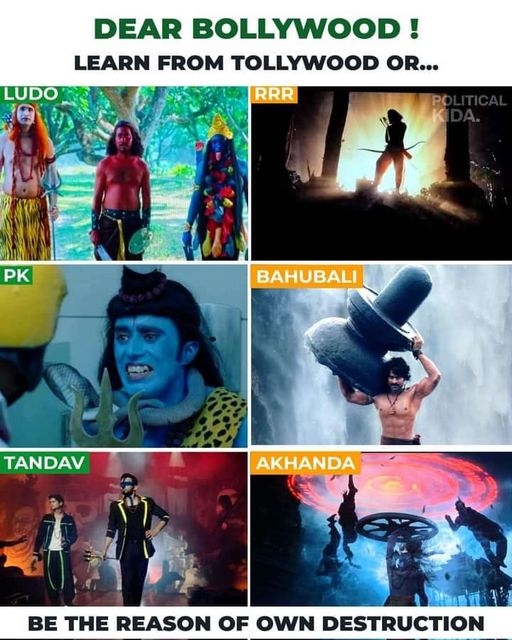 DEAR BOLLYWOOD !
LEARN FROM TOLLYWOOD OR...
LUDO
RRR
POLITICAL
KIDA.
PK
BAHUBALI
TANDAV
AKHANDA
BE THE REASON OF OWN DESTRUCTION